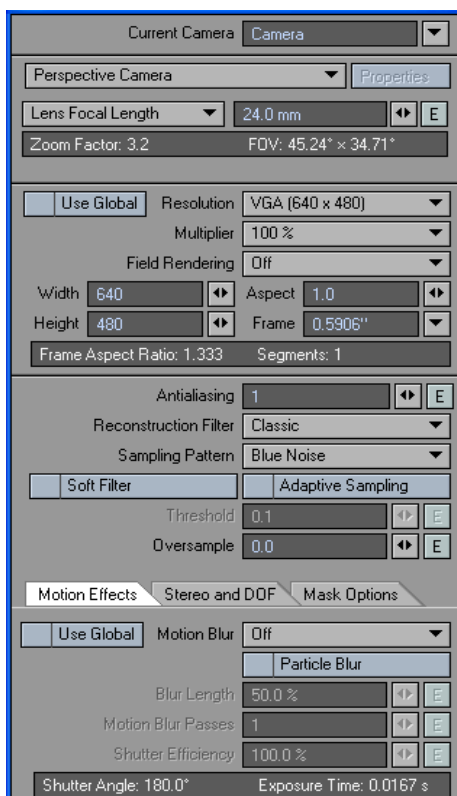 Current Camera Camera
Perspective Camera Properties
Lens Focal Length 24.0 mm E
Zoom Factor: 3.2 FOV: 45.24° × 34.71°
Use Global Resolution VGA (640 x 480)
Multiplier 100 %
Field Rendering Off
Width 640 Aspect 1.0
Height 480 Frame 0.5906"
Frame Aspect Ratio: 1.333 Segments: 1
Antialiasing 1 E
Reconstruction Filter Classic
Sampling Pattern Blue Noise
Soft Filter Adaptive Sampling
Threshold 0.1 E
Oversample 0.0 E
Motion Effects Stereo and DOF Mask Options
Use Global Motion Blur Off
Particle Blur
Blur Length 50.0 % E
Motion Blur Passes 1 E
Shutter Efficiency 100.0 % E
Shutter Angle: 180.0° Exposure Time: 0.0167 s